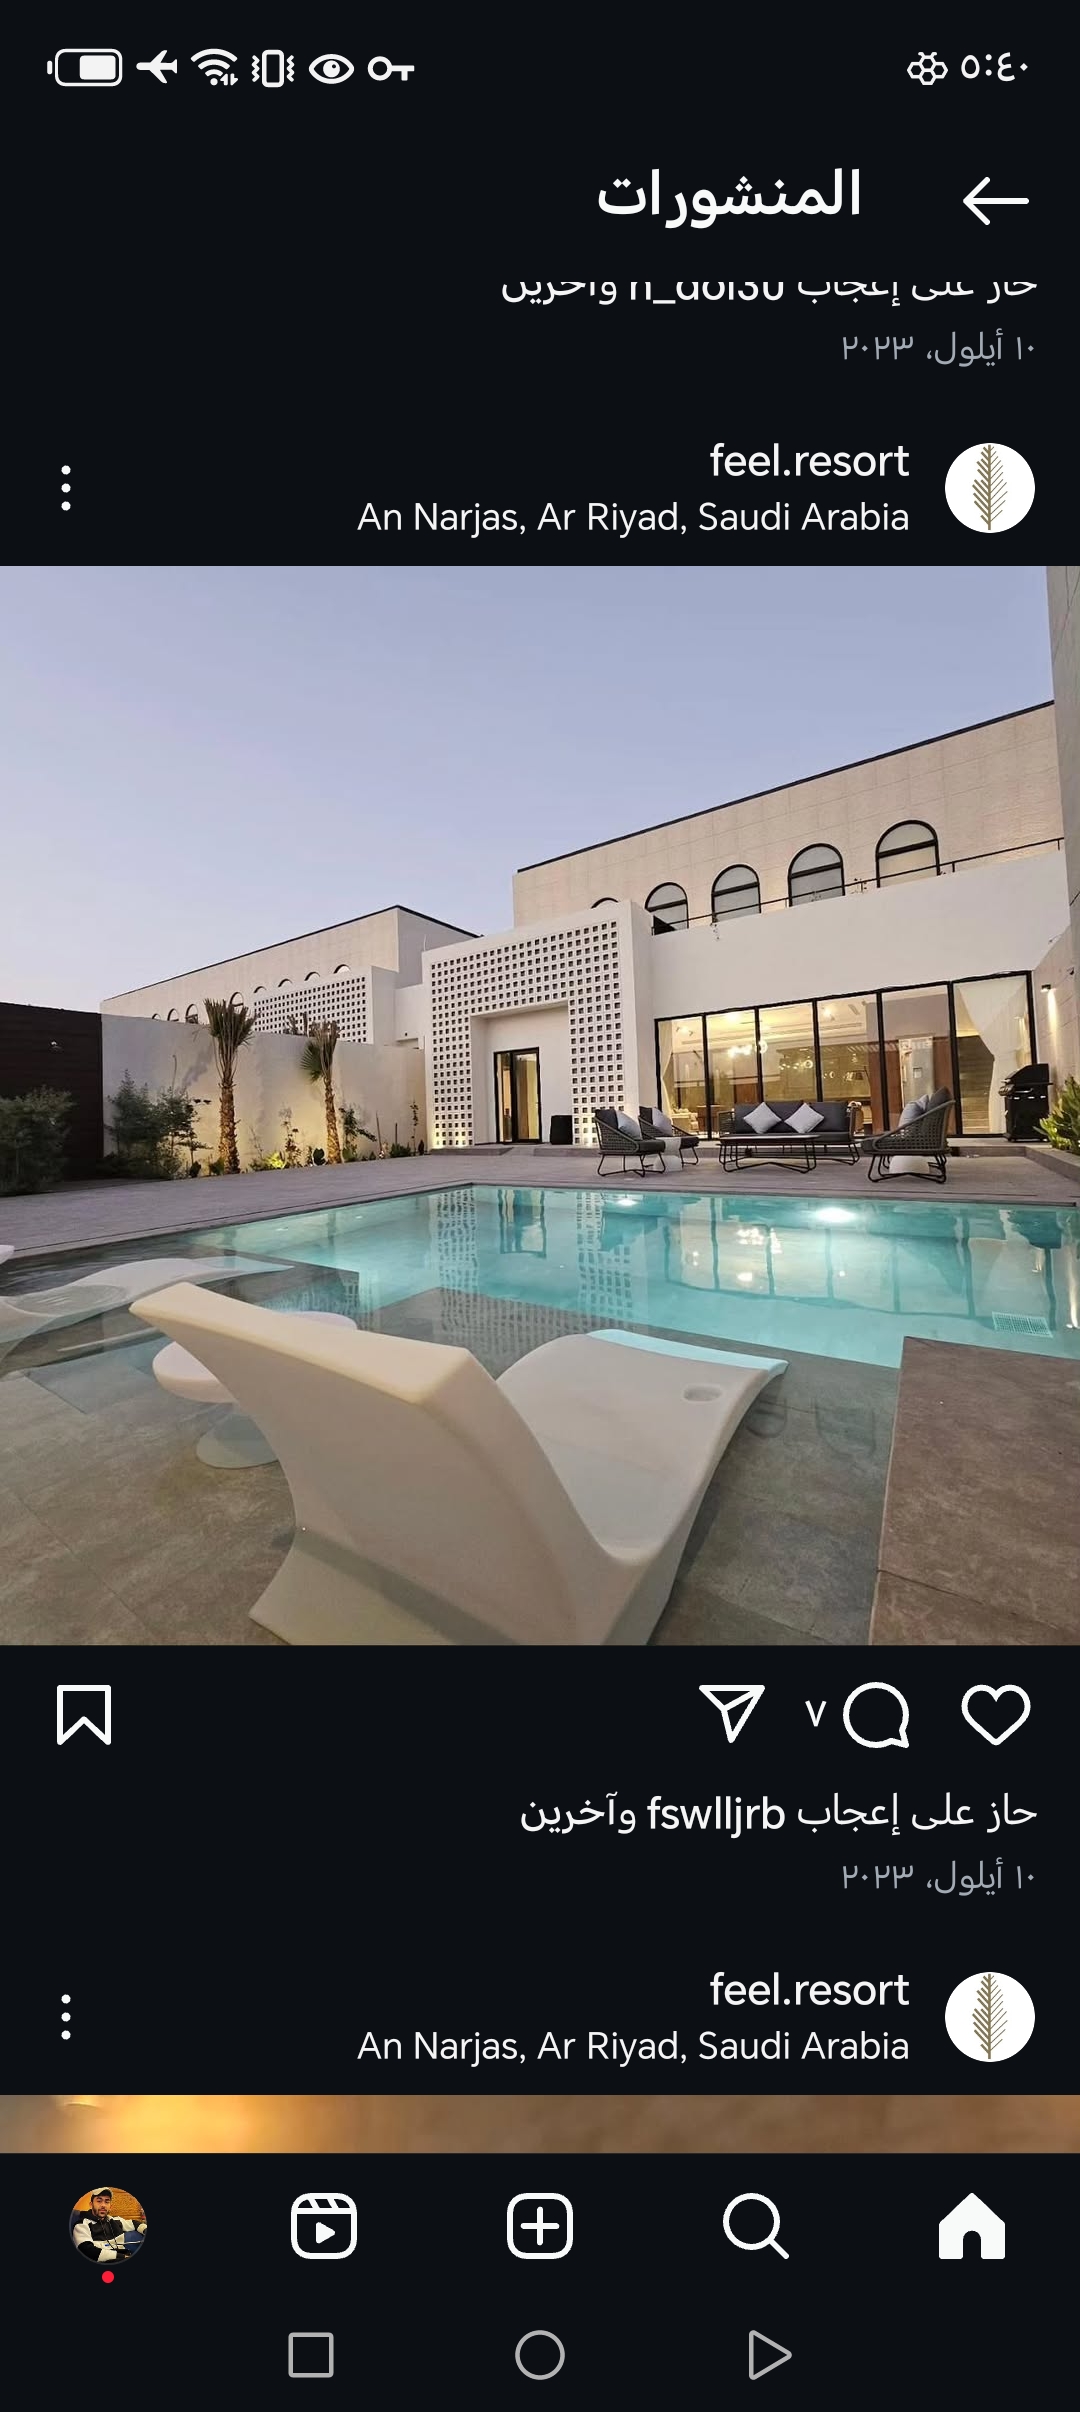 ٥:٤٠
المنشورات
حاز على إعجاب n_dol30 وآخرين
١٠ أيلول، ٢٠٢٣
feel.resort
An Narjas, Ar Riyad, Saudi Arabia
٧
حاز على إعجاب fswlljrb وآخرين
١٠ أيلول، ٢٠٢٣
feel.resort
An Narjas, Ar Riyad, Saudi Arabia